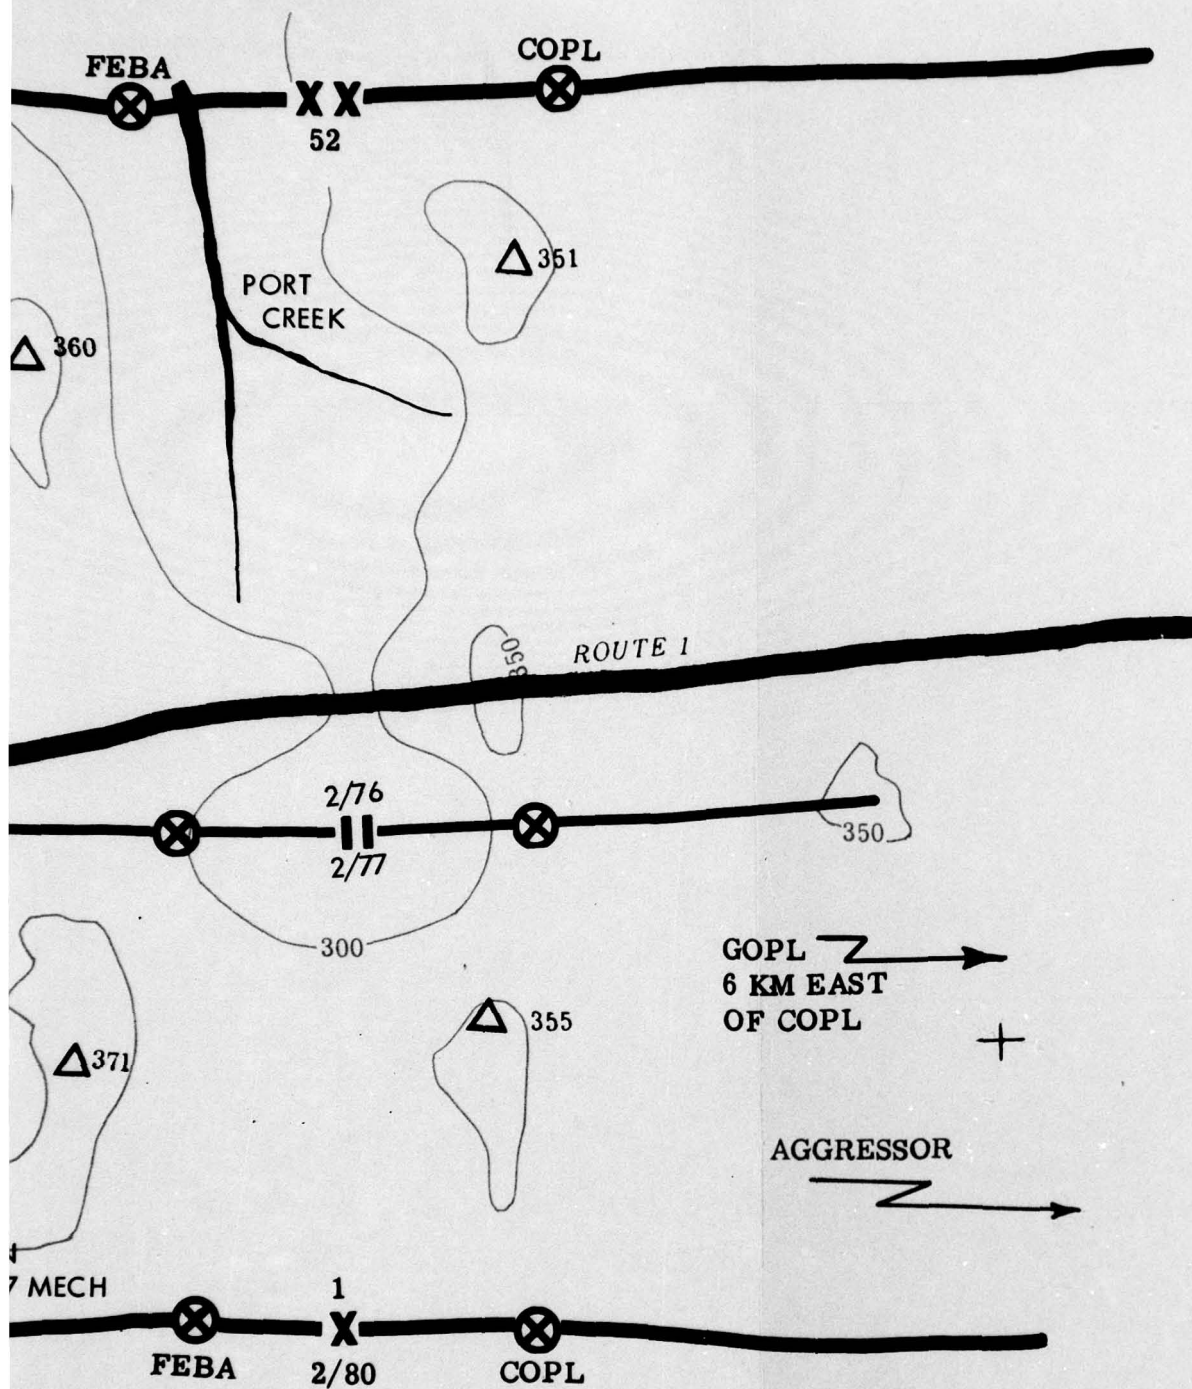 FEBA
COPL
XX
52
351
PORT
CREEK
360
350
ROUTE 1
2/76
2/77
350
300
GOPL
6 KM EAST
OF COPL
355
371
AGGRESSOR
7 MECH
1
X
2/80
FEBA
COPL